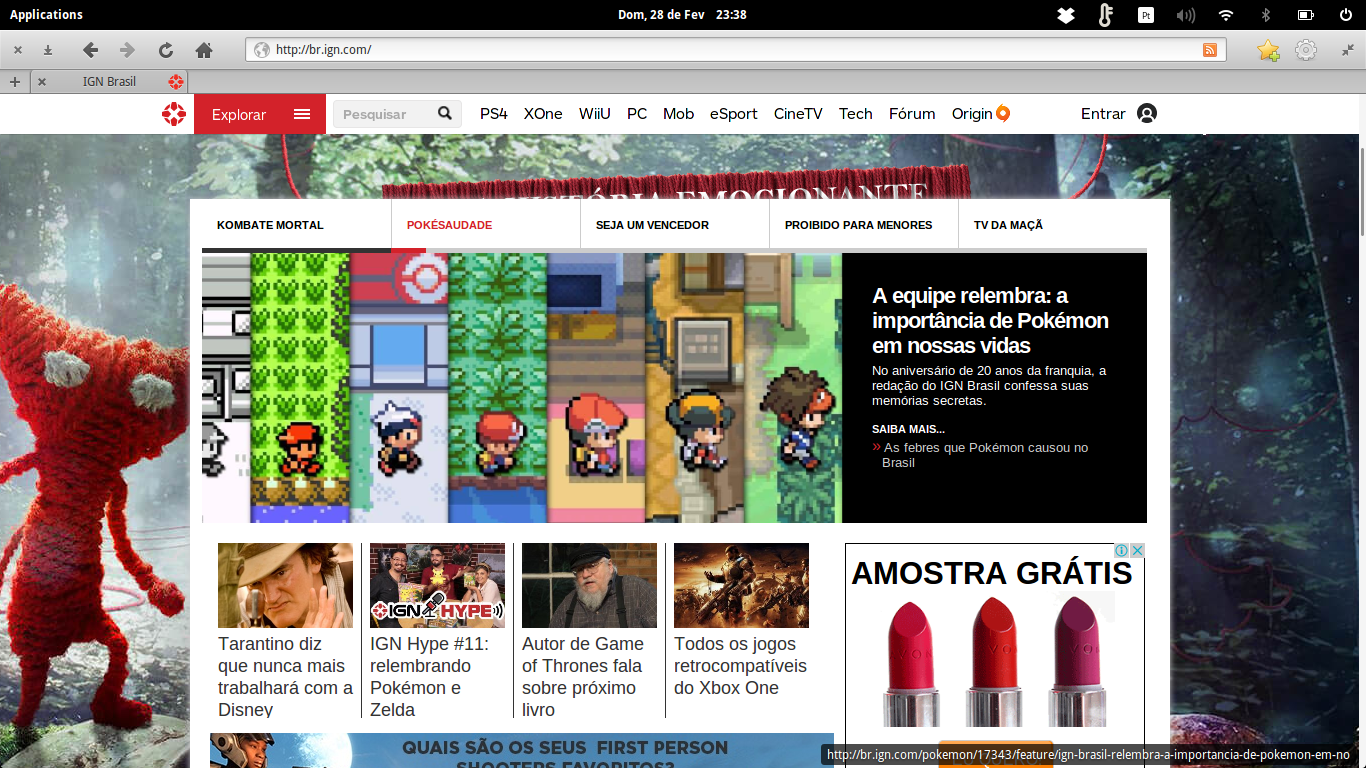 Applications
Dom, 28 de Fev 23:38
Pt
http://br.ign.com/
IGN Brasil
Explorar
Pesquisar
PS4 XOne WiiU PC Mob eSport CineTV Tech Fórum Origin
Entrar
HISTÓRIA EMOCIONANTE
KOMBATE MORTAL
POKÉSAUDADE
SEJA UM VENCEDOR
PROIBIDO PARA MENORES
TV DA MAÇÃ
A equipe relembra: a
importância de Pokémon
em nossas vidas
No aniversário de 20 anos da franquia, a
redação do IGN Brasil confessa suas
memórias secretas.
SAIBA MAIS...
» As febres que Pokémon causou no
Brasil
IGN HYPE
Tarantino diz
que nunca mais
trabalhará com a
Disney
IGN Hype #11:
relembrando
Pokémon e
Zelda
Autor de Game
of Thrones fala
sobre próximo
livro
Todos os jogos
retrocompatíveis
do Xbox One
AMOSTRA GRÁTIS
QUAIS SÃO OS SEUS FIRST PERSON
SHOOTERS FAVORITOS?
http://br.ign.com/pokemon/17343/feature/ign-brasil-relembra-a-importancia-de-pokemon-em-no